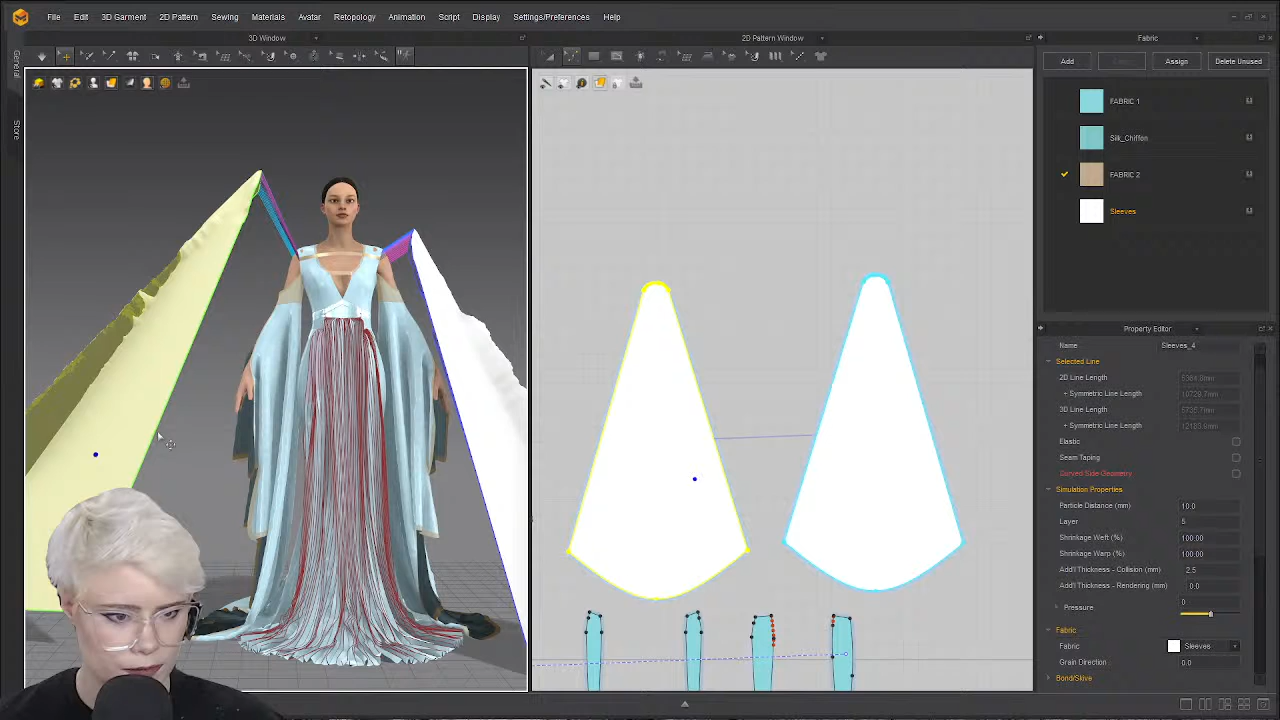 File Edit 3D Garment 2D Pattern Sewing Materials Avatar Retopology Animation Script Display Settings/Preferences Help
3D Window
2D Pattern Window
Fabric
General
Store
Add
Assign
Delete Unused
FABRIC 1
Silk_Chiffon
FABRIC 2
Sleeves
Property Editor
Name Sleeves_4
Selected Line
2D Line Length
+ Symmetric Line Length
3D Line Length
+ Symmetric Line Length
Elastic
Seam Taping
Curved Side Geometry
Simulation Properties
Particle Distance (mm) 10.0
Layer 5
Shrinkage Weft (%) 100.00
Shrinkage Warp (%) 100.00
Add'l Thickness - Collision (mm) 2.5
Add'l Thickness - Rendering (mm) 0.0
Pressure 0
Fabric
Fabric Sleeves
Grain Direction 0.0
Bond/Skive